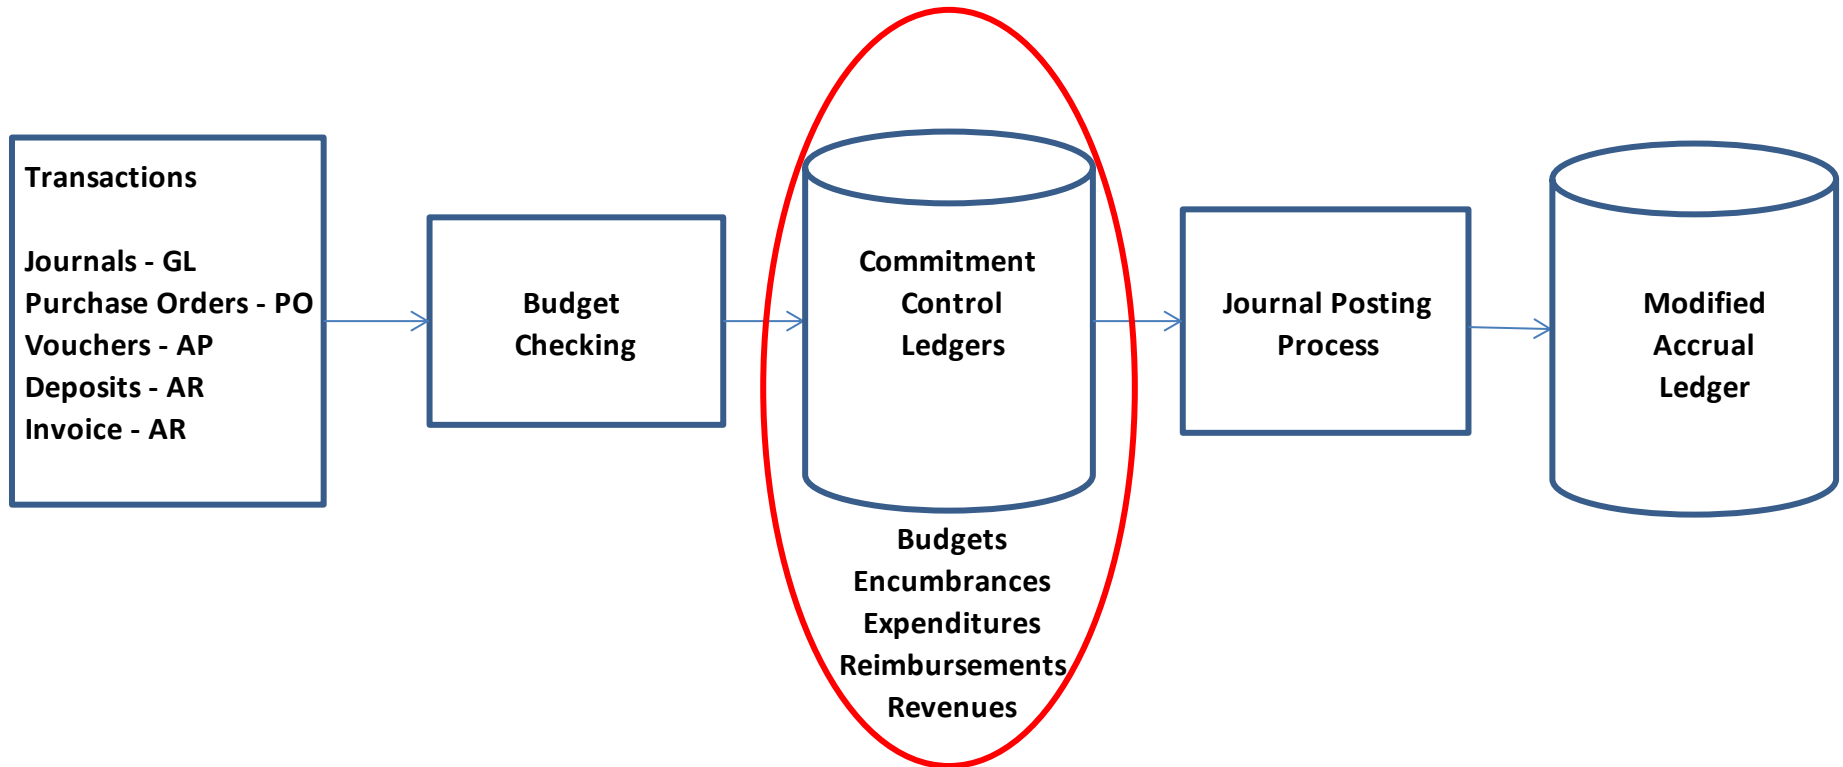 Transactions
Journals - GL
Purchase Orders - PO
Vouchers - AP
Deposits - AR
Invoice - AR
Budget
Checking
Commitment
Control
Ledgers
Budgets
Encumbrances
Expenditures
Reimbursements
Revenues
Journal Posting
Process
Modified
Accrual
Ledger